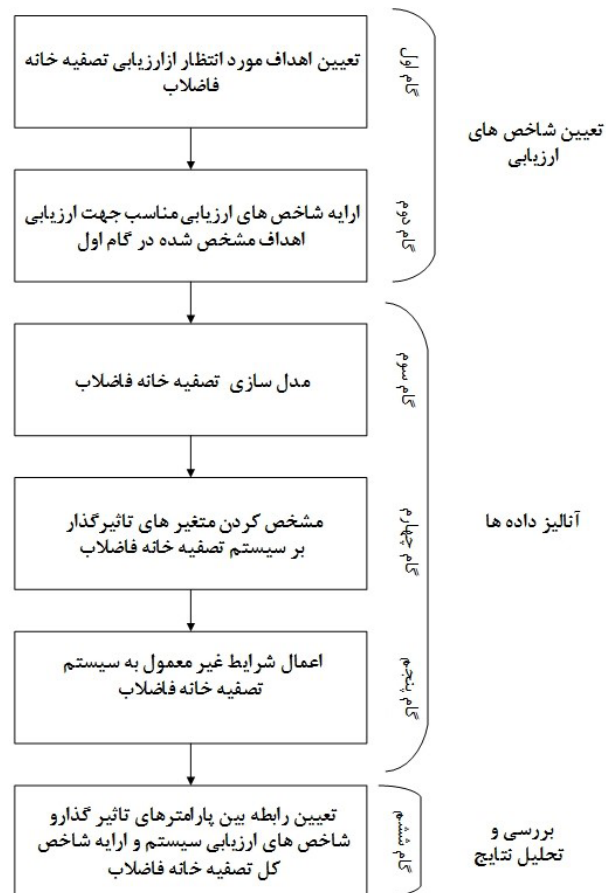 تعیین اهداف مورد انتظار ازارزیابی تصفیه خانه
فاضلاب
گام اول
تعیین شاخص های
ارزیابی
ارایه شاخص های ارزیابی مناسب جهت ارزیابی
اهداف مشخص شده در گام اول
گام دوم
مدل سازی تصفیه خانه فاضلاب
گام سوم
مشخص کردن متغیر های تاثیرگذار
بر سیستم تصفیه خانه فاضلاب
گام چهارم
آنالیز داده ها
اعمال شرایط غیر معمول به سیستم
تصفیه خانه فاضلاب
گام پنجم
تعیین رابطه بین پارامترهای تاثیر گذارو
شاخص های ارزیابی سیستم و ارایه شاخص
کل تصفیه خانه فاضلاب
گام ششم
بررسی و
تحلیل نتایج